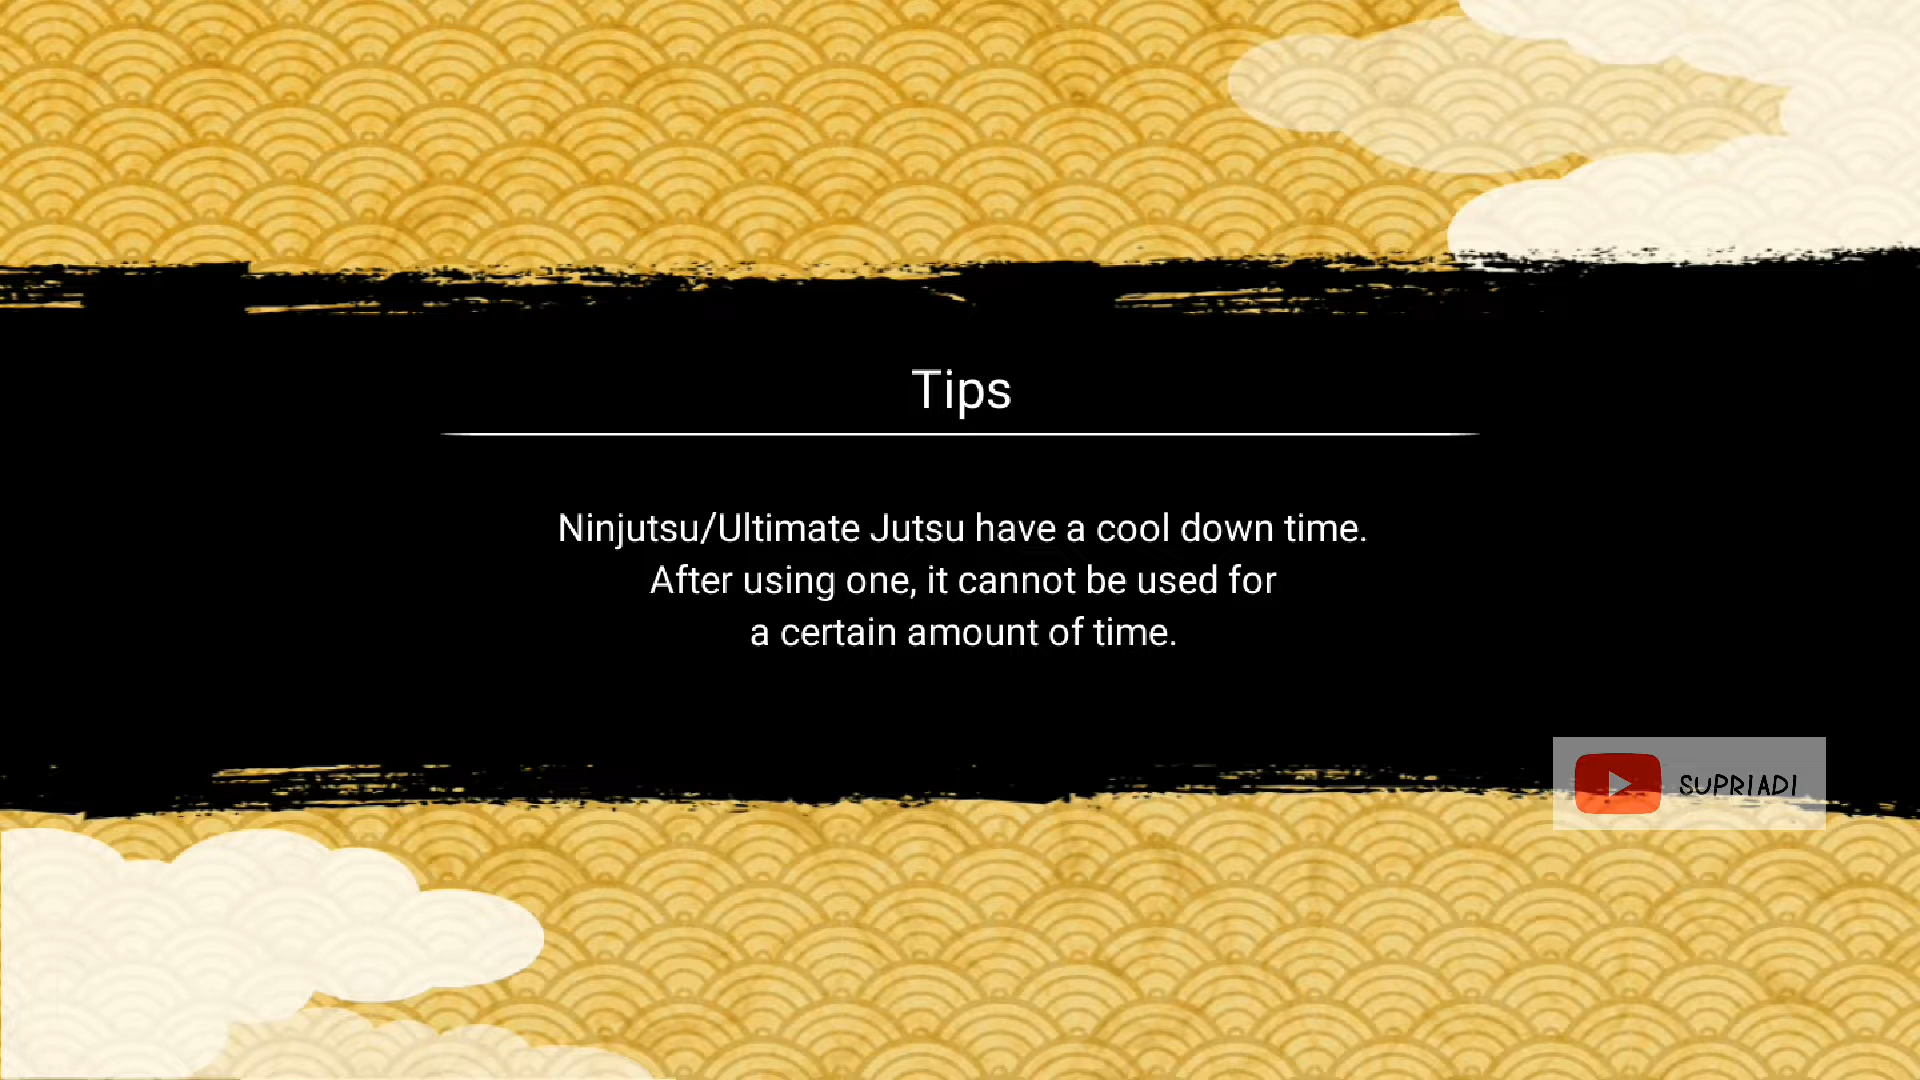 Tips
Ninjutsu/Ultimate Jutsu have a cool down time.
After using one, it cannot be used for
a certain amount of time.
SUPRIADI